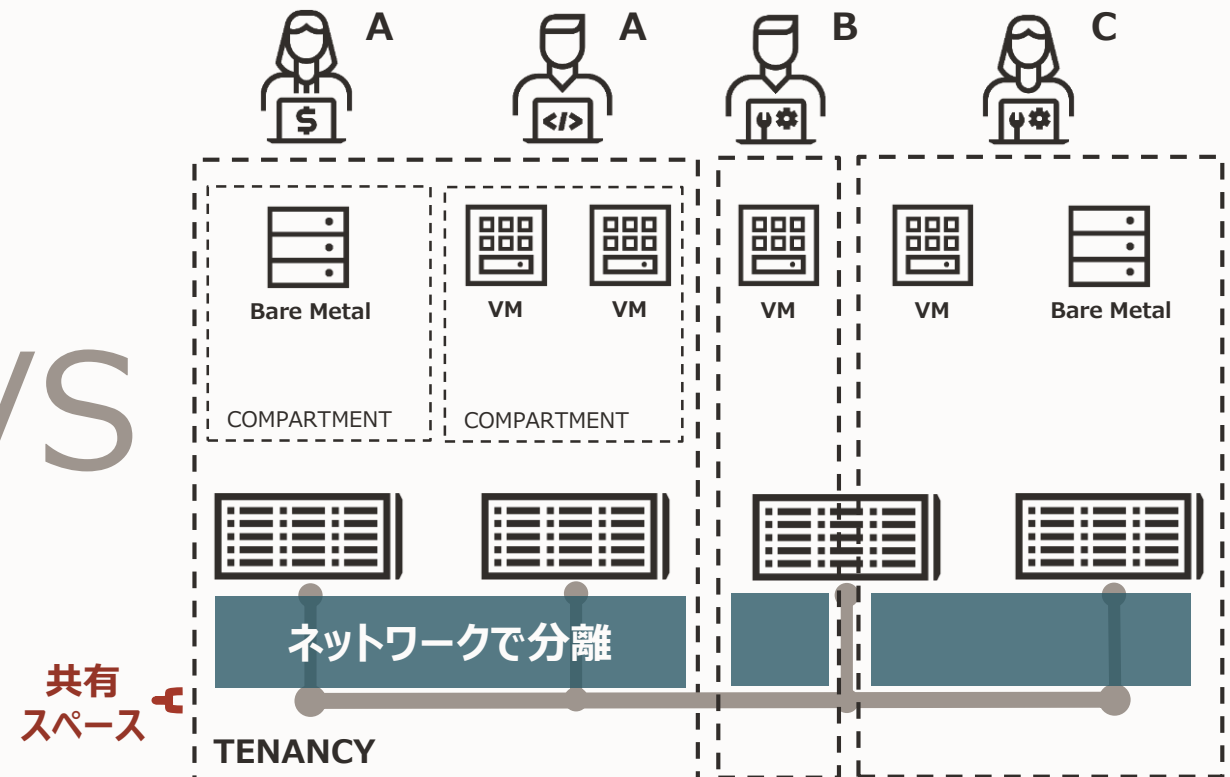 A
A
B
C
$
</>
Bare Metal
VM
VM
VM
VM
Bare Metal
COMPARTMENT
COMPARTMENT
VS
ネットワークで分離
共有
スペース
TENANCY